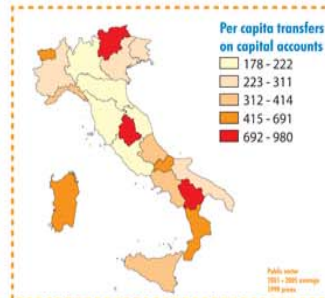 Per capita transfers
on capital accounts
178 - 222
223 - 311
312 - 414
415 - 691
692 - 980
Public sector
2001 - 2005 average
1999 prices